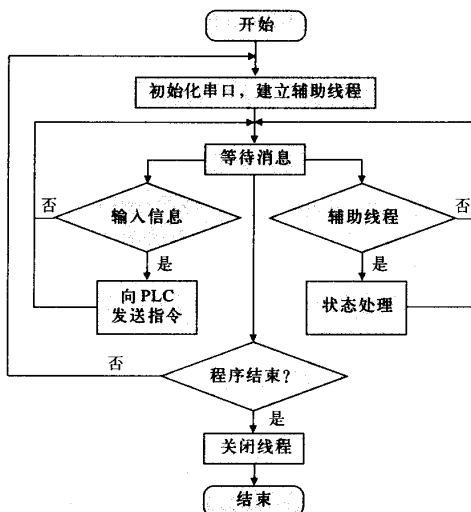 开始
初始化串口，建立辅助线程
等待消息
否
输入信息
辅助线程
否
是
是
向PLC
发送指令
状态处理
否
程序结束?
是
关闭线程
结束